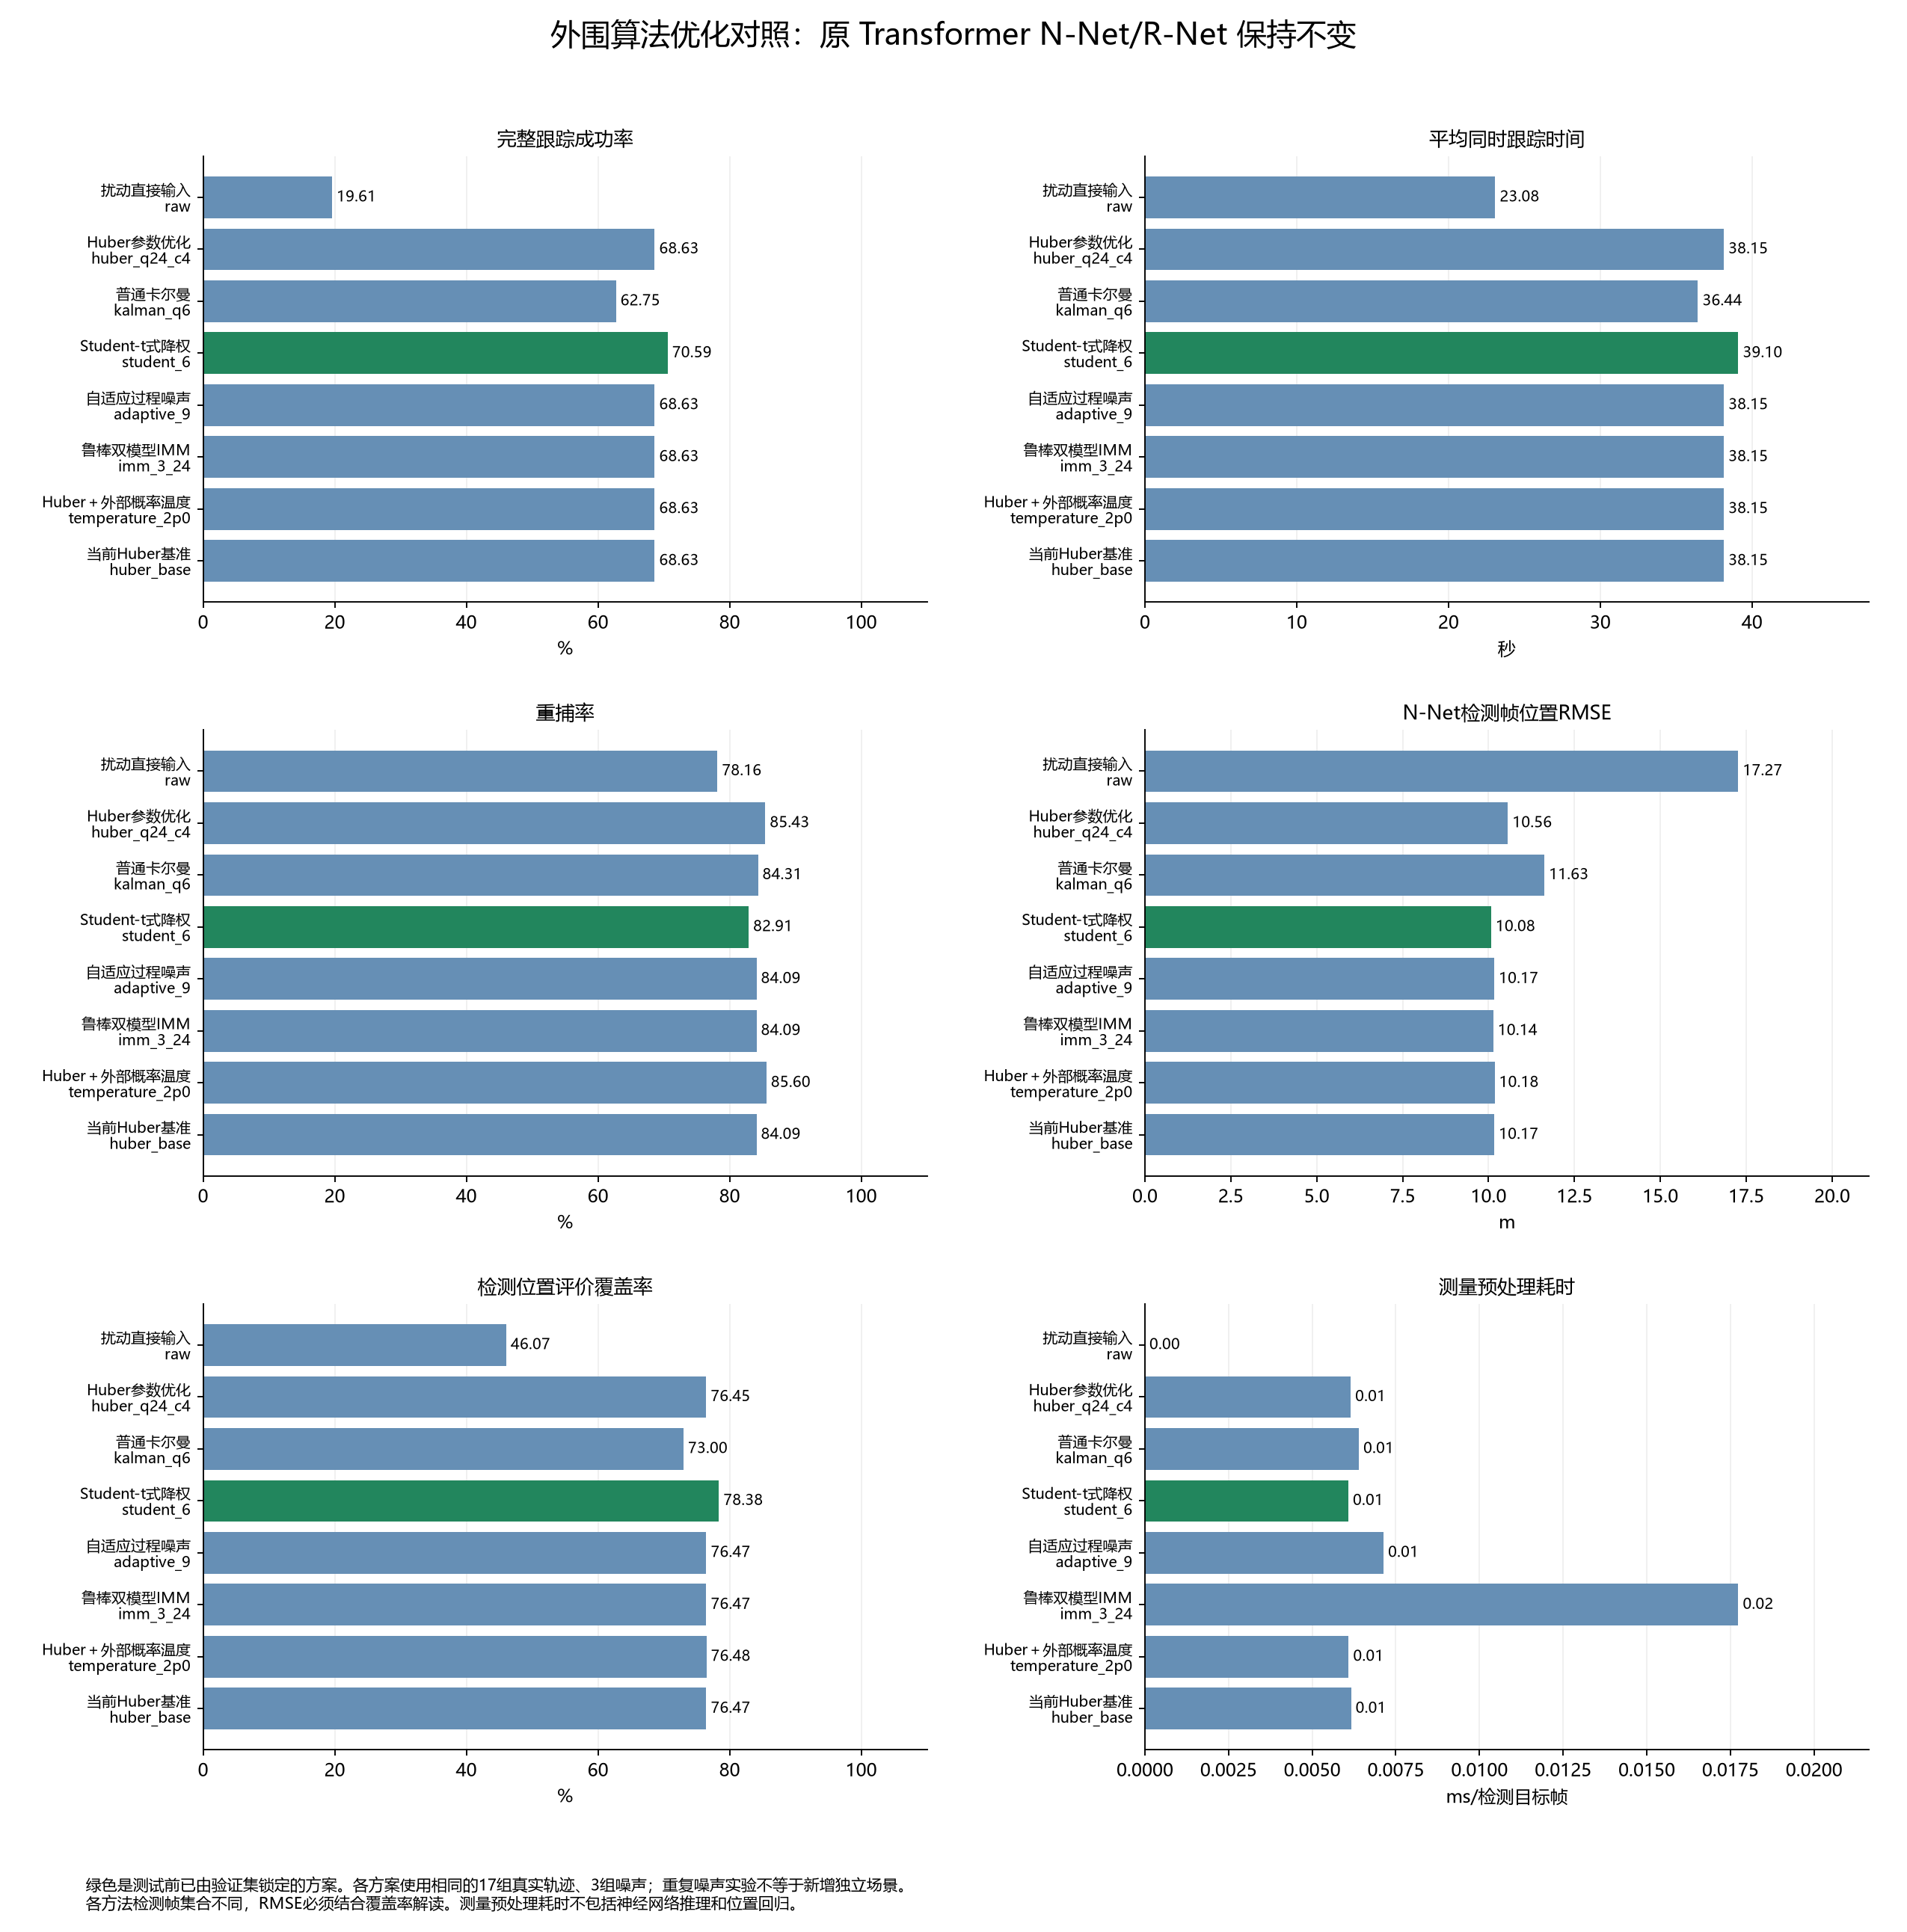 外围算法优化对照：原 Transformer N-Net/R-Net 保持不变
完整跟踪成功率
扰动直接输入
raw
19.61
Huber参数优化
huber_q24_c4
68.63
普通卡尔曼
kalman_q6
62.75
Student-t式降权
student_6
70.59
自适应过程噪声
adaptive_9
68.63
鲁棒双模型IMM
imm_3_24
68.63
Huber＋外部概率温度
temperature_2p0
68.63
当前Huber基准
huber_base
68.63
0 20 40 60 80 100
%
平均同时跟踪时间
扰动直接输入
raw
23.08
Huber参数优化
huber_q24_c4
38.15
普通卡尔曼
kalman_q6
36.44
Student-t式降权
student_6
39.10
自适应过程噪声
adaptive_9
38.15
鲁棒双模型IMM
imm_3_24
38.15
Huber＋外部概率温度
temperature_2p0
38.15
当前Huber基准
huber_base
38.15
0 10 20 30 40
秒
重捕率
扰动直接输入
raw
78.16
Huber参数优化
huber_q24_c4
85.43
普通卡尔曼
kalman_q6
84.31
Student-t式降权
student_6
82.91
自适应过程噪声
adaptive_9
84.09
鲁棒双模型IMM
imm_3_24
84.09
Huber＋外部概率温度
temperature_2p0
85.60
当前Huber基准
huber_base
84.09
0 20 40 60 80 100
%
N-Net检测帧位置RMSE
扰动直接输入
raw
17.27
Huber参数优化
huber_q24_c4
10.56
普通卡尔曼
kalman_q6
11.63
Student-t式降权
student_6
10.08
自适应过程噪声
adaptive_9
10.17
鲁棒双模型IMM
imm_3_24
10.14
Huber＋外部概率温度
temperature_2p0
10.18
当前Huber基准
huber_base
10.17
0.0 2.5 5.0 7.5 10.0 12.5 15.0 17.5 20.0
m
检测位置评价覆盖率
扰动直接输入
raw
46.07
Huber参数优化
huber_q24_c4
76.45
普通卡尔曼
kalman_q6
73.00
Student-t式降权
student_6
78.38
自适应过程噪声
adaptive_9
76.47
鲁棒双模型IMM
imm_3_24
76.47
Huber＋外部概率温度
temperature_2p0
76.48
当前Huber基准
huber_base
76.47
0 20 40 60 80 100
%
测量预处理耗时
扰动直接输入
raw
0.00
Huber参数优化
huber_q24_c4
0.01
普通卡尔曼
kalman_q6
0.01
Student-t式降权
student_6
0.01
自适应过程噪声
adaptive_9
0.01
鲁棒双模型IMM
imm_3_24
0.02
Huber＋外部概率温度
temperature_2p0
0.01
当前Huber基准
huber_base
0.01
0.0000 0.0025 0.0050 0.0075 0.0100 0.0125 0.0150 0.0175 0.0200
ms/检测目标帧
绿色是测试前已由验证集锁定的方案。各方案使用相同的17组真实轨迹、3组噪声；重复噪声实验不等于新增独立场景。
各方法检测帧集合不同，RMSE必须结合覆盖率解读。测量预处理耗时不包括神经网络推理和位置回归。